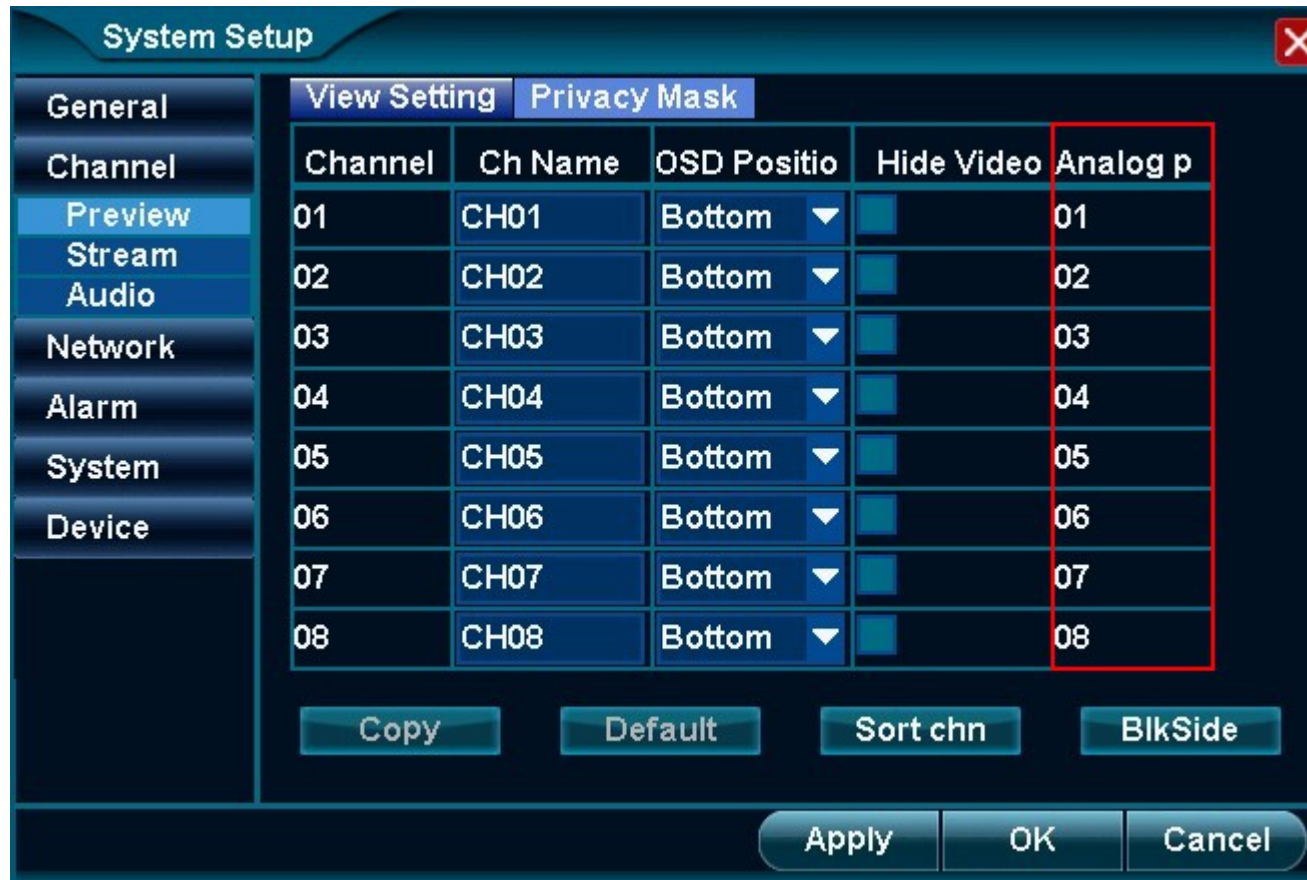 System Setup
General
Channel
Preview
Stream
Audio
Network
Alarm
System
Device
View Setting Privacy Mask
Channel Ch Name OSD Positio Hide Video Analog p
01 CH01 Bottom 01
02 CH02 Bottom 02
03 CH03 Bottom 03
04 CH04 Bottom 04
05 CH05 Bottom 05
06 CH06 Bottom 06
07 CH07 Bottom 07
08 CH08 Bottom 08
Copy Default Sort chn BlkSide
Apply OK Cancel